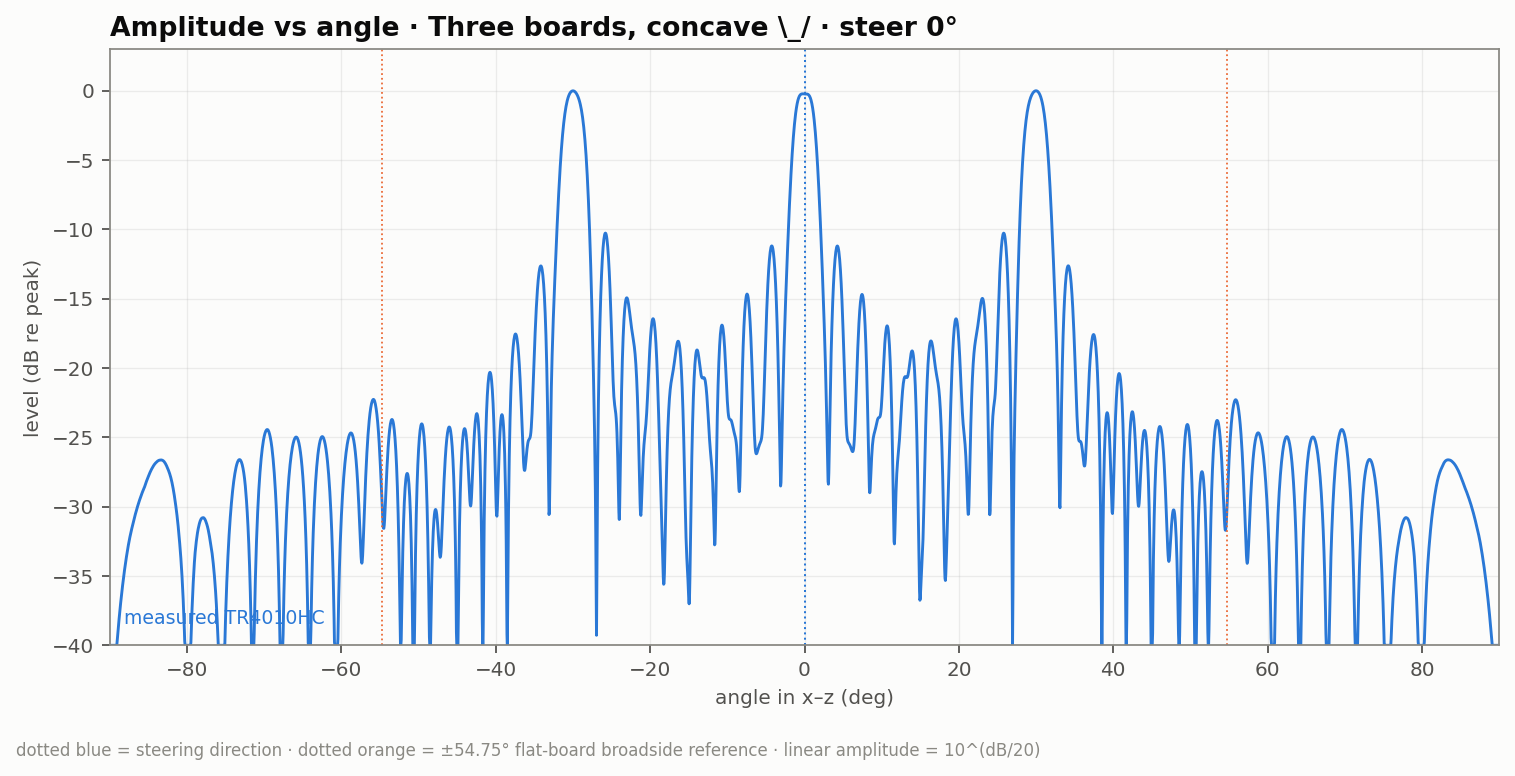 Amplitude vs angle · Three boards, concave \_/ · steer 0°
level (dB re peak)
0
−5
−10
−15
−20
−25
−30
−35
−40
measured TR4010HC
−80 −60 −40 −20 0 20 40 60 80
angle in x–z (deg)
dotted blue = steering direction · dotted orange = ±54.75° flat-board broadside reference · linear amplitude = 10^(dB/20)